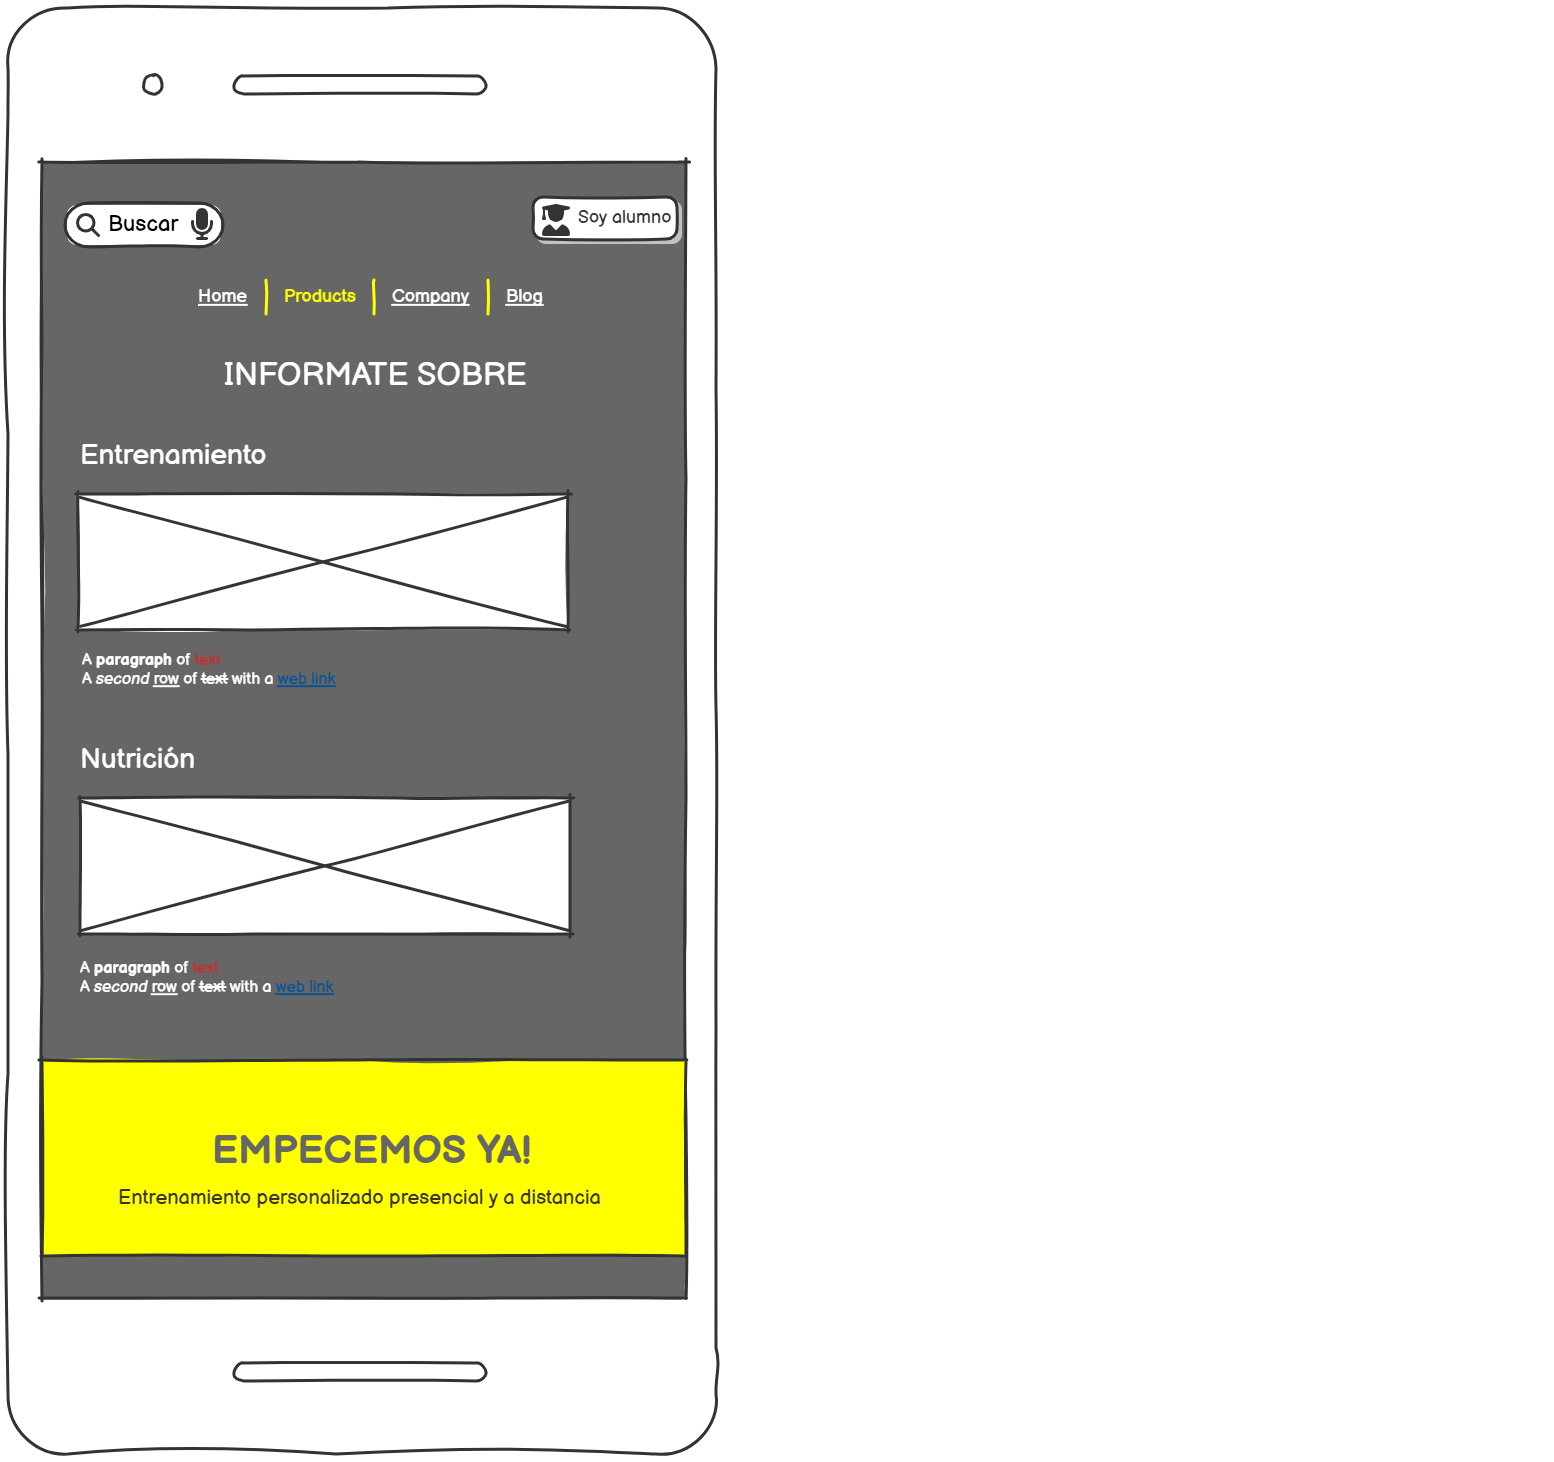 Buscar
Soy alumno
Home
Products
Company
Blog
INFORMATE SOBRE
Entrenamiento
A paragraph of text
A second row of text with a web link
Nutrición
A paragraph of text
A second row of text with a web link
EMPECEMOS YA!
Entrenamiento personalizado presencial y a distancia